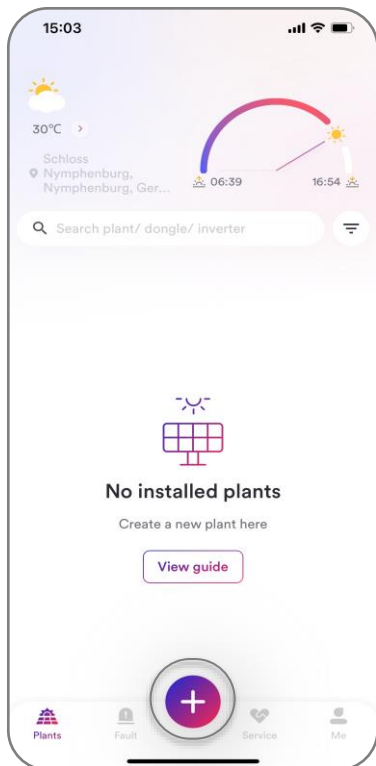 15:03
30℃
Schloss
Nymphenburg,
Nymphenburg, Ger...
06:39
16:54
Search plant/ dongle/ inverter
No installed plants
Create a new plant here
View guide
Plants
Fault
Service
Me